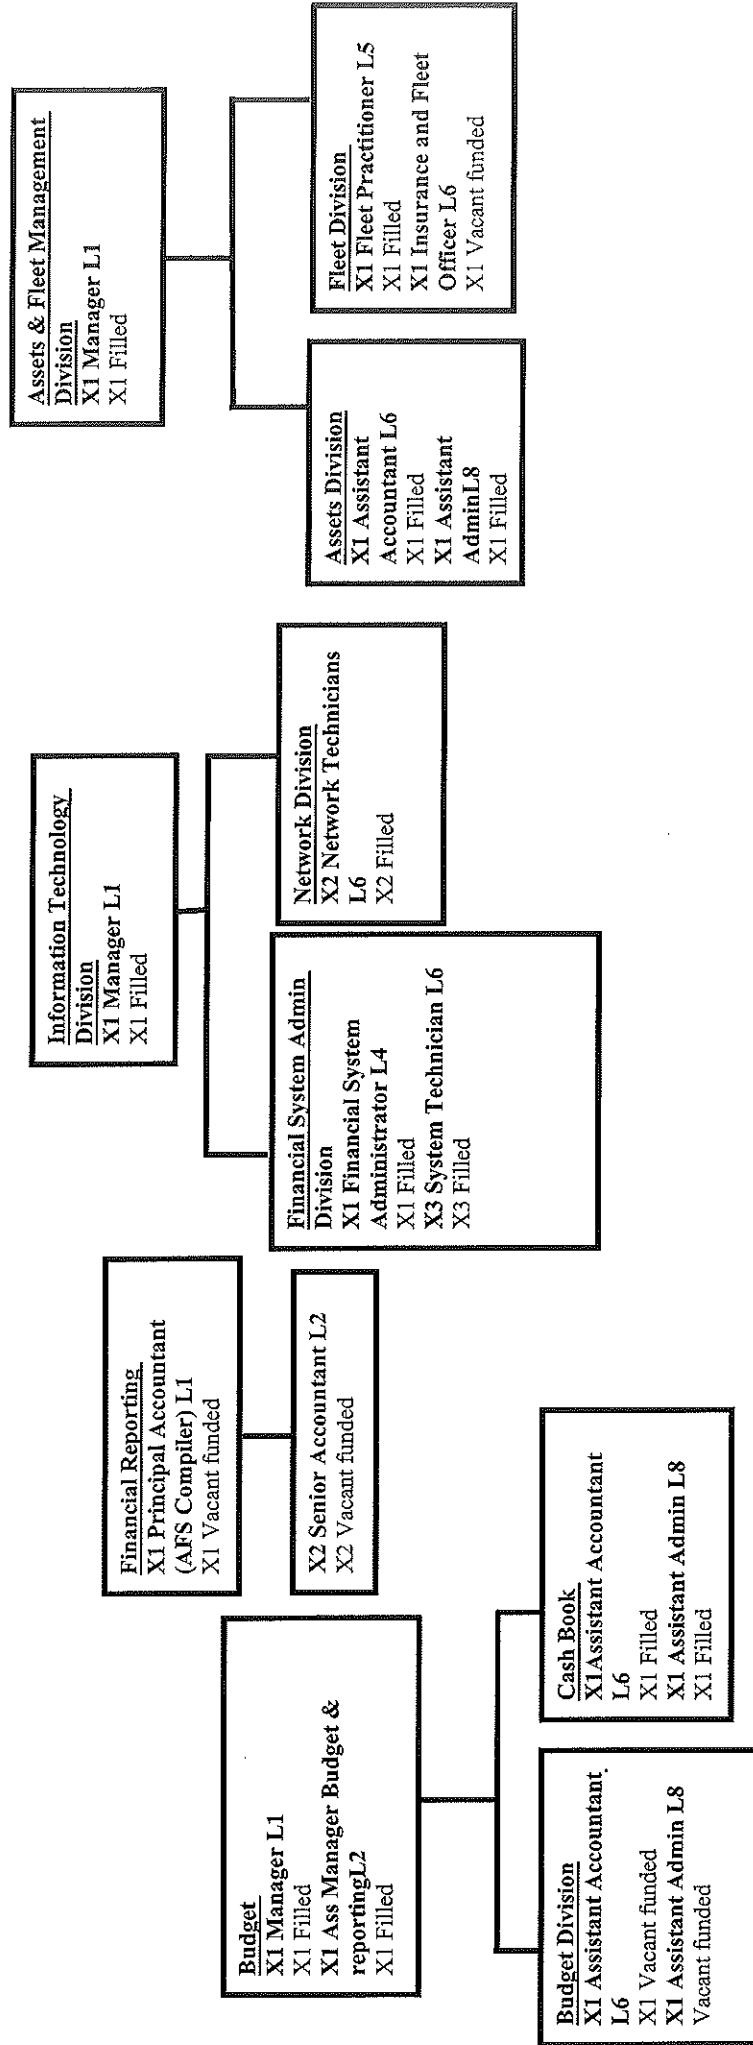 Budget
X1 Manager L1
X1 Filled
X1 Ass Manager Budget &
reportingL2
X1 Filled
Budget Division
X1 Assistant Accountant
L6
X1 Vacant funded
X1 Assistant Admin L8
Vacant funded
Cash Book
X1Assistant Accountant
L6
X1 Filled
X1 Assistant Admin L8
X1 Filled
Financial Reporting
X1 Principal Accountant
(AFS Compiler) L1
X1 Vacant funded
X2 Senior Accountant L2
X2 Vacant funded
Information Technology
Division
X1 Manager L1
X1 Filled
Financial System Admin
Division
X1 Financial System
Administrator L4
X1 Filled
X3 System Technician L6
X3 Filled
Network Division
X2 Network Technicians
L6
X2 Filled
Assets & Fleet Management
Division
X1 Manager L1
X1 Filled
Assets Division
X1 Assistant
Accountant L6
X1 Filled
X1 Assistant
AdminL8
X1 Filled
Fleet Division
X1 Fleet Practitioner L5
X1 Filled
X1 Insurance and Fleet
Officer L6
X1 Vacant funded